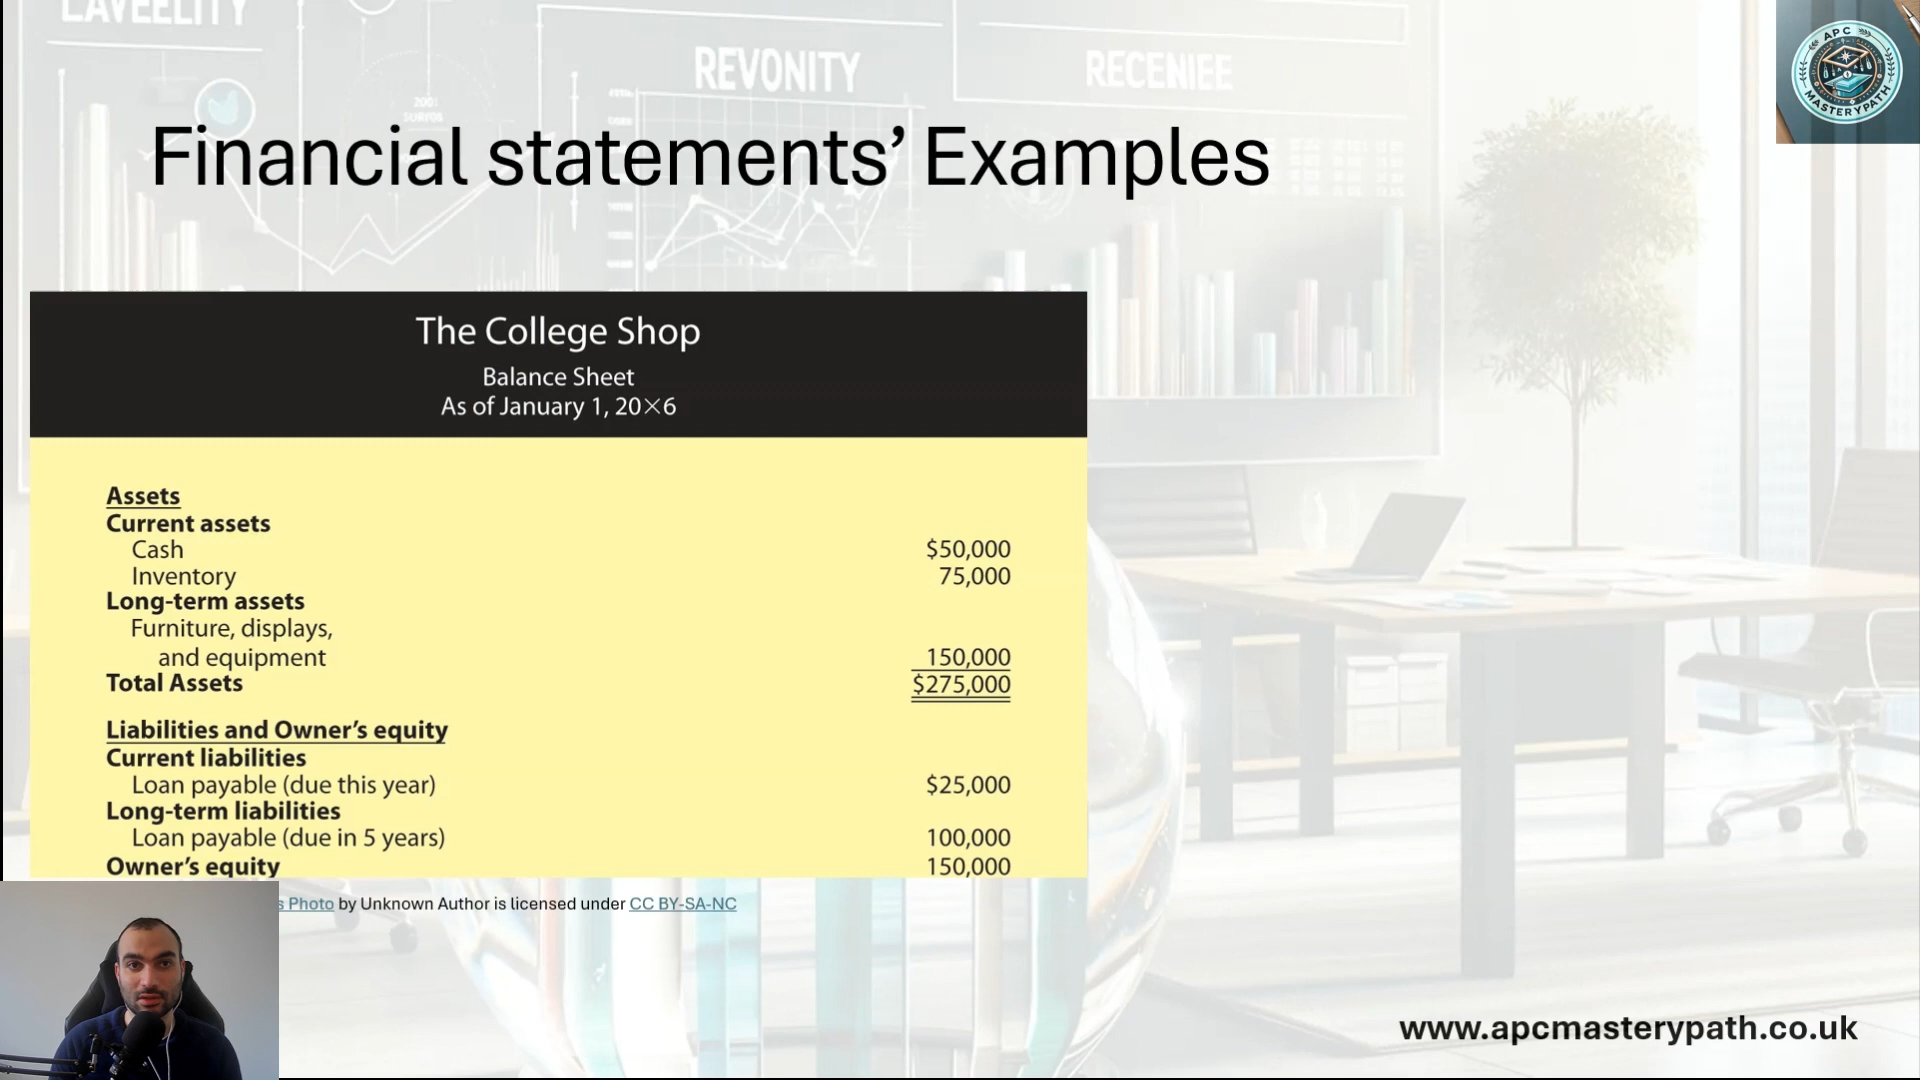 LAVEELITY
REVONITY
RECENIEE
2001
SURFOS
APC
MASTERYPATH
Financial statements’ Examples
The College Shop
Balance Sheet
As of January 1, 20×6
Assets
Current assets
Cash $50,000
Inventory 75,000
Long-term assets
Furniture, displays,
and equipment 150,000
Total Assets $275,000
Liabilities and Owner’s equity
Current liabilities
Loan payable (due this year) $25,000
Long-term liabilities
Loan payable (due in 5 years) 100,000
Owner’s equity 150,000
s Photo by Unknown Author is licensed under CC BY-SA-NC
www.apcmasterypath.co.uk